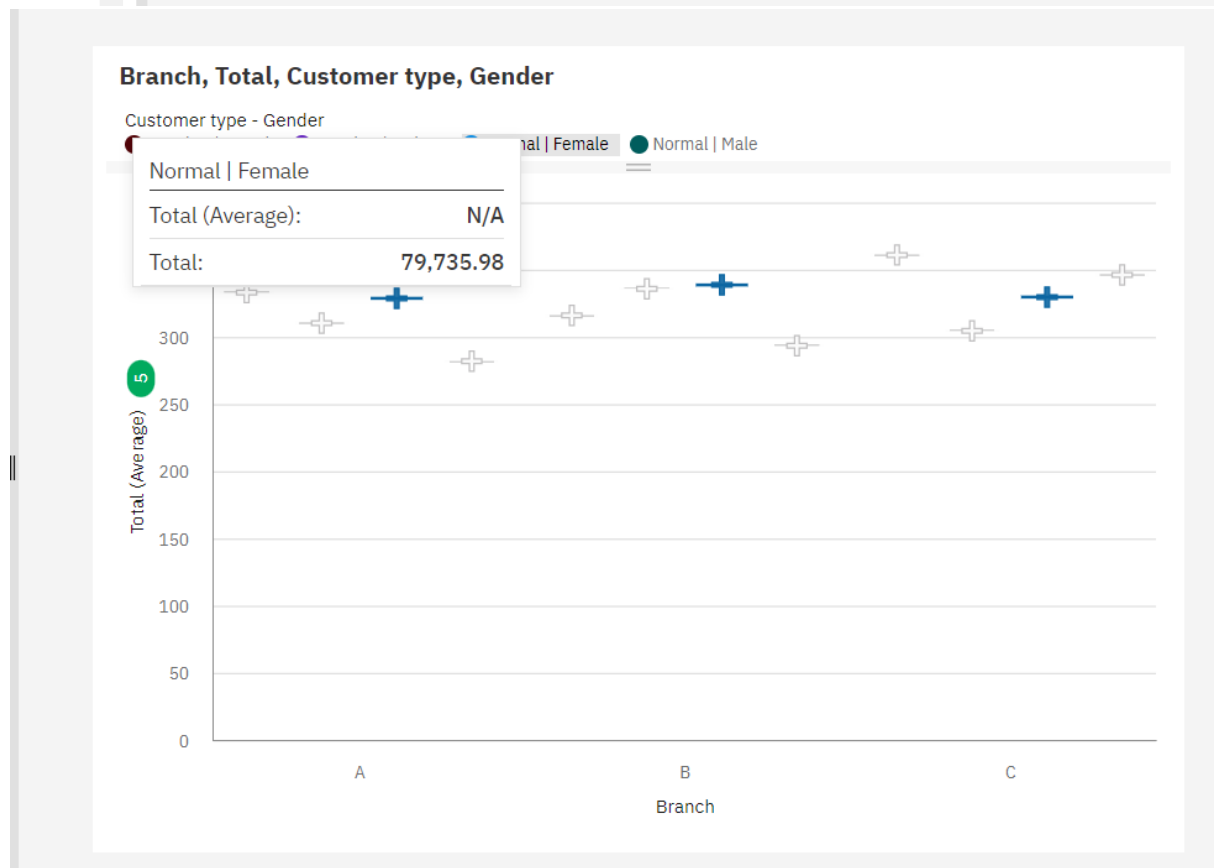 Branch, Total, Customer type, Gender
Customer type - Gender
Female
Normal | Male
Normal | Female
Total (Average): N/A
Total: 79,735.98
300
250
200
150
100
50
0
5
Total (Average)
A B C
Branch